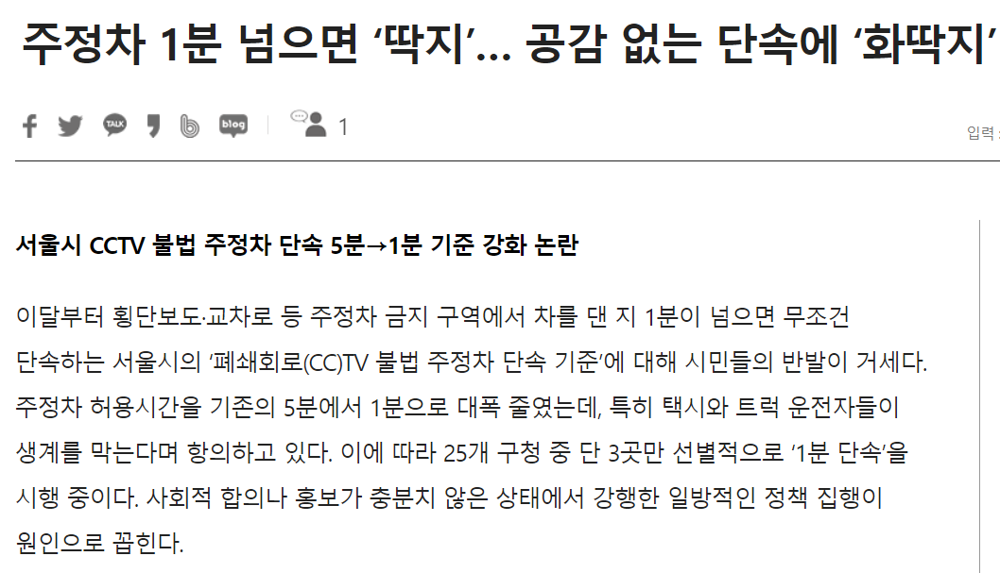 주정차 1분 넘으면 ‘딱지’… 공감 없는 단속에 ‘화딱지’
TALK
blog
1
입력 :
서울시 CCTV 불법 주정차 단속 5분→1분 기준 강화 논란
이달부터 횡단보도·교차로 등 주정차 금지 구역에서 차를 댄 지 1분이 넘으면 무조건
단속하는 서울시의 ‘폐쇄회로(CC)TV 불법 주정차 단속 기준’에 대해 시민들의 반발이 거세다.
주정차 허용시간을 기존의 5분에서 1분으로 대폭 줄였는데, 특히 택시와 트럭 운전자들이
생계를 막는다며 항의하고 있다. 이에 따라 25개 구청 중 단 3곳만 선별적으로 ‘1분 단속’을
시행 중이다. 사회적 합의나 홍보가 충분치 않은 상태에서 강행한 일방적인 정책 집행이
원인으로 꼽힌다.